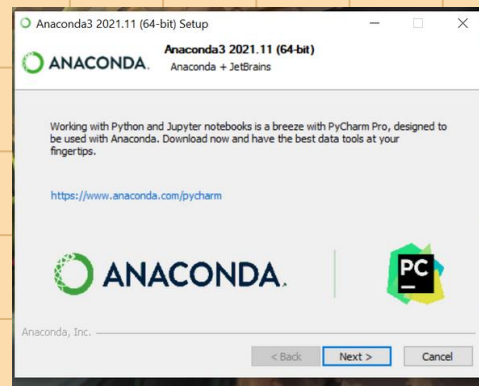 Anaconda3 2021.11 (64-bit) Setup
Anaconda3 2021.11 (64-bit)
ANACONDA.
Anaconda + JetBrains
Working with Python and Jupyter notebooks is a breeze with PyCharm Pro, designed to
be used with Anaconda. Download now and have the best data tools at your
fingertips.
https://www.anaconda.com/pycharm
ANACONDA.
PC
Anaconda, Inc.
< Back
Next >
Cancel